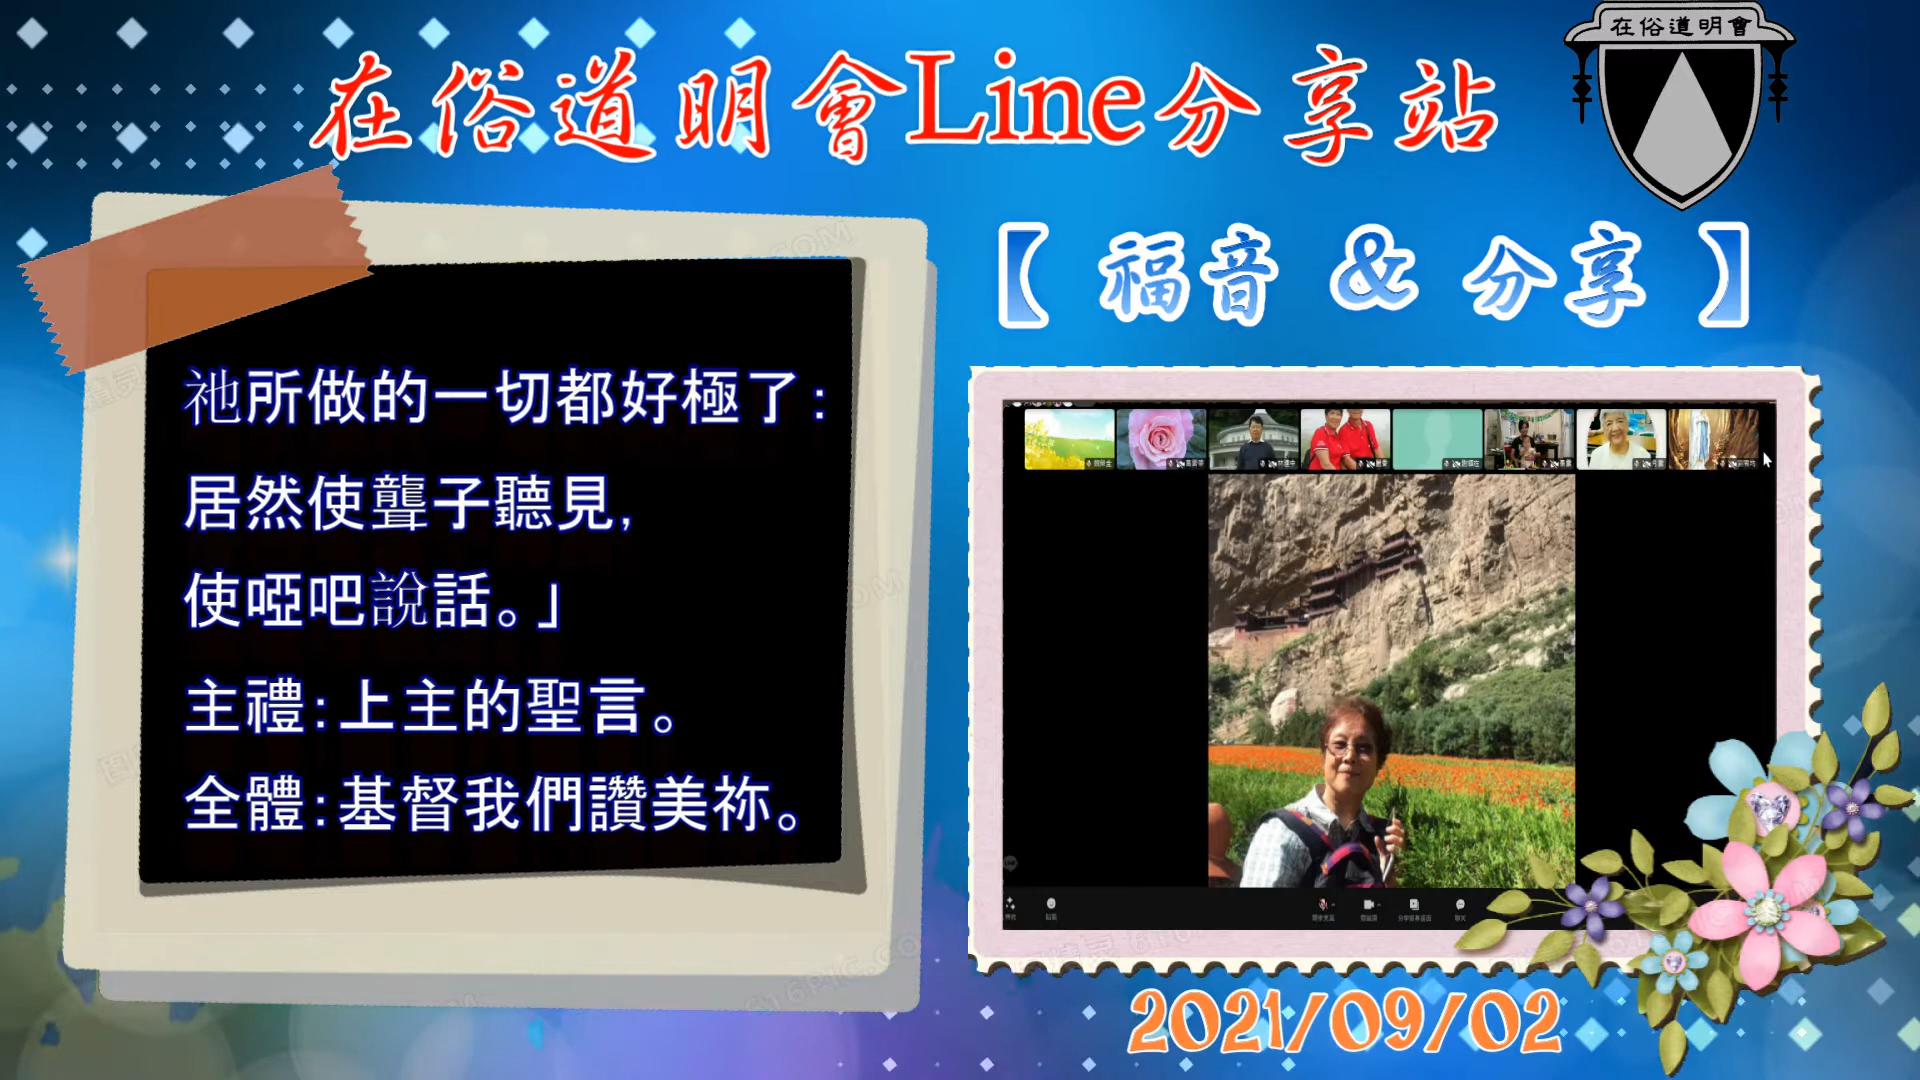 在俗道明會Line分享站
在俗道明會
【福音 & 分享】
祂所做的一切都好極了:
居然使聾子聽見,
使啞吧說話。」
主禮:上主的聖言。
全體:基督我們讚美祢。
2021/09/02